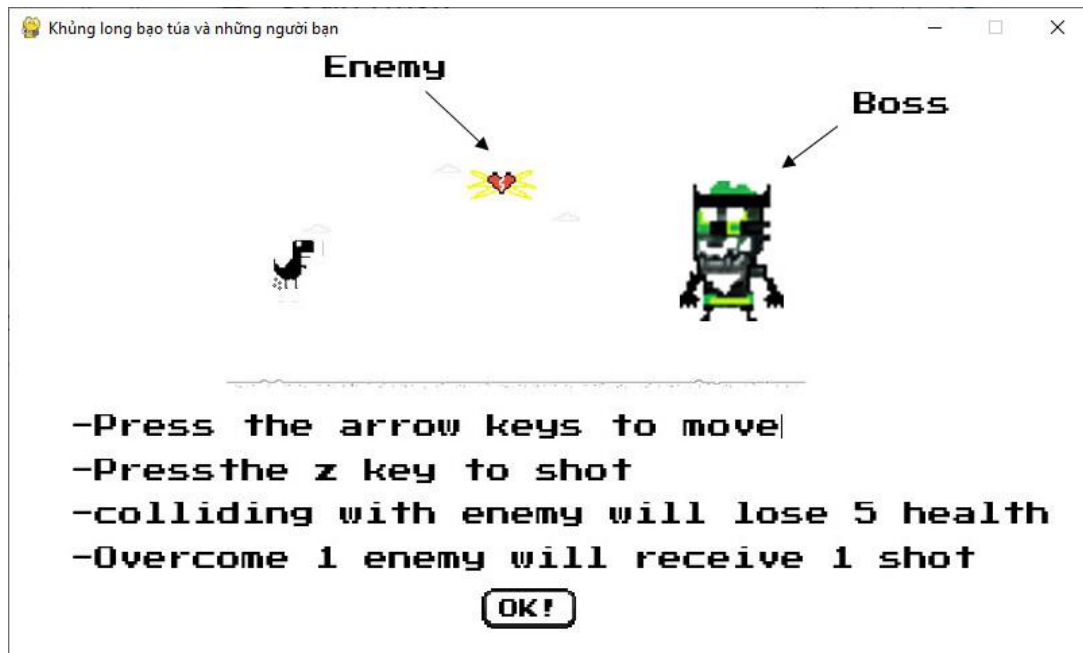 Khủng long bạo túa và những người bạn
Enemy
Boss
-Press the arrow keys to move
-Pressthe z key to shot
-colliding with enemy will lose 5 health
-Overcome 1 enemy will receive 1 shot
OK!